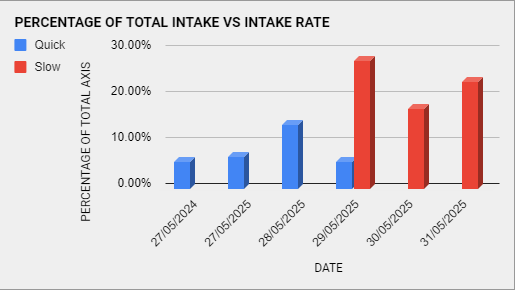 PERCENTAGE OF TOTAL INTAKE VS INTAKE RATE
Quick
Slow
PERCENTAGE OF TOTAL AXIS
30.00%
20.00%
10.00%
0.00%
27/05/2024
27/05/2025
28/05/2025
29/05/2025
30/05/2025
31/05/2025
DATE